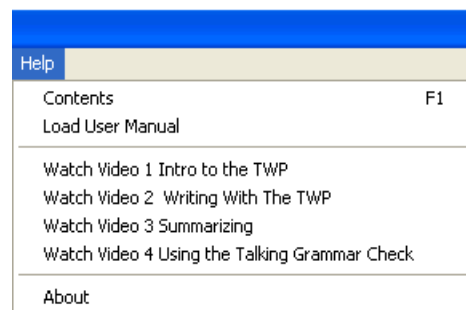 Help
Contents F1
Load User Manual
Watch Video 1 Intro to the TWP
Watch Video 2  Writing With The TWP
Watch Video 3 Summarizing
Watch Video 4 Using the Talking Grammar Check
About